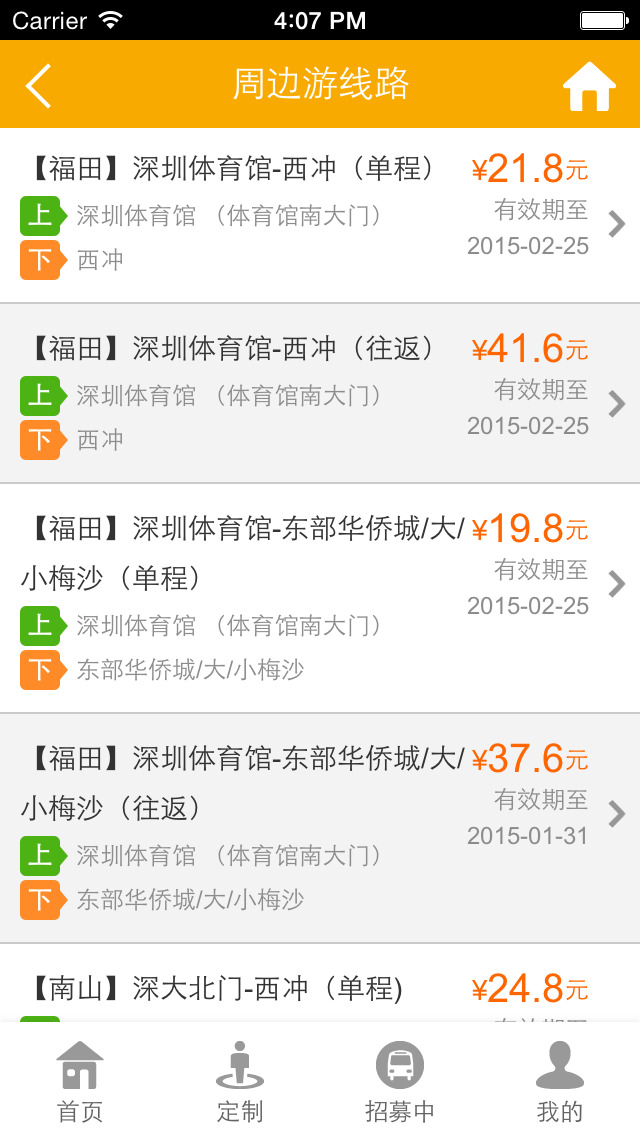 Carrier 4:07 PM
周边游线路
【福田】深圳体育馆-西冲（单程） ¥21.8元
上 深圳体育馆 （体育馆南大门） 有效期至
下 西冲 2015-02-25
【福田】深圳体育馆-西冲（往返） ¥41.6元
上 深圳体育馆 （体育馆南大门） 有效期至
下 西冲 2015-02-25
【福田】深圳体育馆-东部华侨城/大/ ¥19.8元
小梅沙（单程） 有效期至
2015-02-25
上 深圳体育馆 （体育馆南大门）
下 东部华侨城/大/小梅沙
【福田】深圳体育馆-东部华侨城/大/ ¥37.6元
小梅沙（往返） 有效期至
2015-01-31
上 深圳体育馆 （体育馆南大门）
下 东部华侨城/大/小梅沙
【南山】深大北门-西冲（单程) ¥24.8元
首页 定制 招募中 我的